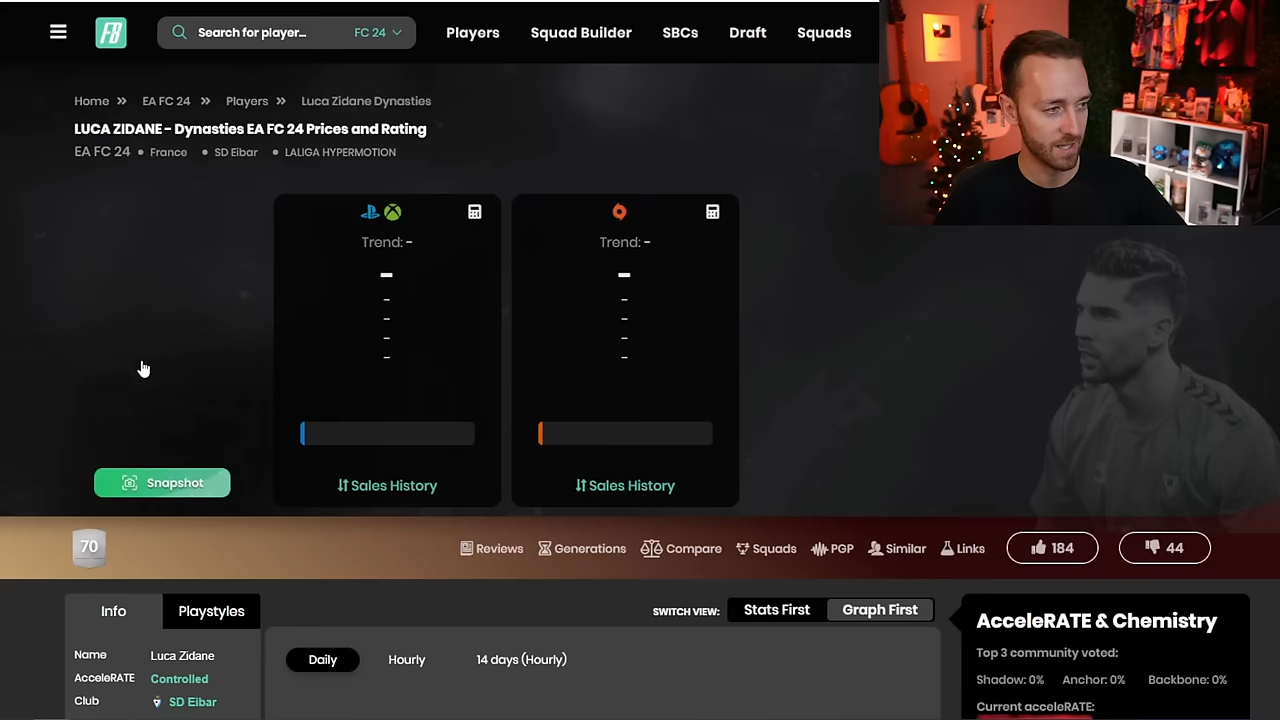 FB Search for player... FC 24 Players Squad Builder SBCs Draft Squads
Home » EA FC 24 » Players » Luca Zidane Dynasties
LUCA ZIDANE - Dynasties EA FC 24 Prices and Rating
EA FC 24 • France • SD Eibar • LALIGA HYPERMOTION
Trend: -
-
-
-
-
-
Sales History
Trend: -
-
-
-
-
-
Sales History
Snapshot
70 Reviews Generations Compare Squads PGP Similar Links 184 44
Info Playstyles
Name Luca Zidane
AcceleRATE Controlled
Club SD Eibar
SWITCH VIEW: Stats First Graph First
Daily Hourly 14 days (Hourly)
AcceleRATE & Chemistry
Top 3 community voted:
Shadow: 0% Anchor: 0% Backbone: 0%
Current acceleRATE: